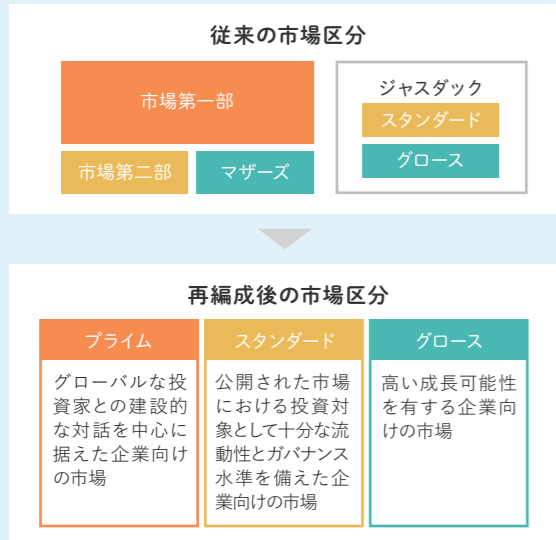 従来の市場区分
市場第一部
市場第二部
マザーズ
ジャスダック
スタンダード
グロース
再編成後の市場区分
プライム
グローバルな投
資家との建設的
な対話を中心に
据えた企業向け
の市場
スタンダード
公開された市場
における投資対
象として十分な流
動性とガバナンス
水準を備えた企
業向けの市場
グロース
高い成長可能性
を有する企業向
けの市場